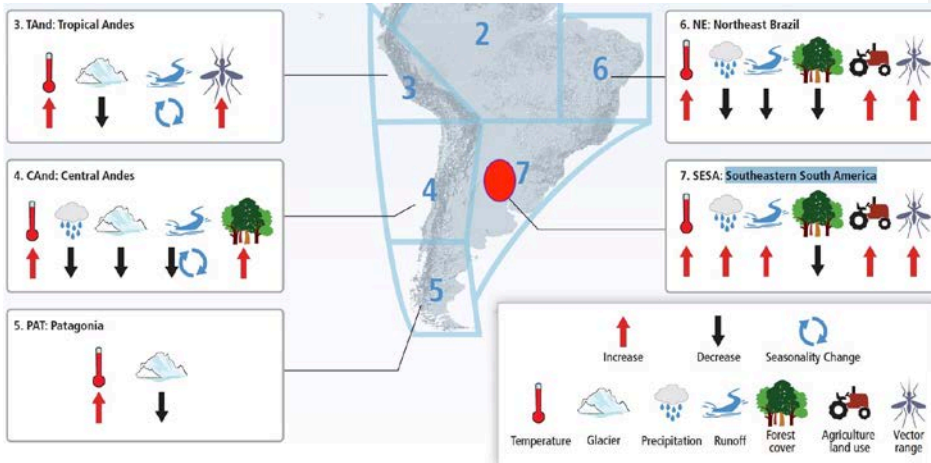 3. TAnd: Tropical Andes
4. CAnd: Central Andes
5. PAT: Patagonia
2
3
4
5
6
7
6. NE: Northeast Brazil
7. SESA: Southeastern South America
Increase
Decrease
Seasonality Change
Temperature
Glacier
Precipitation
Runoff
Forest
cover
Agriculture
land use
Vector
range